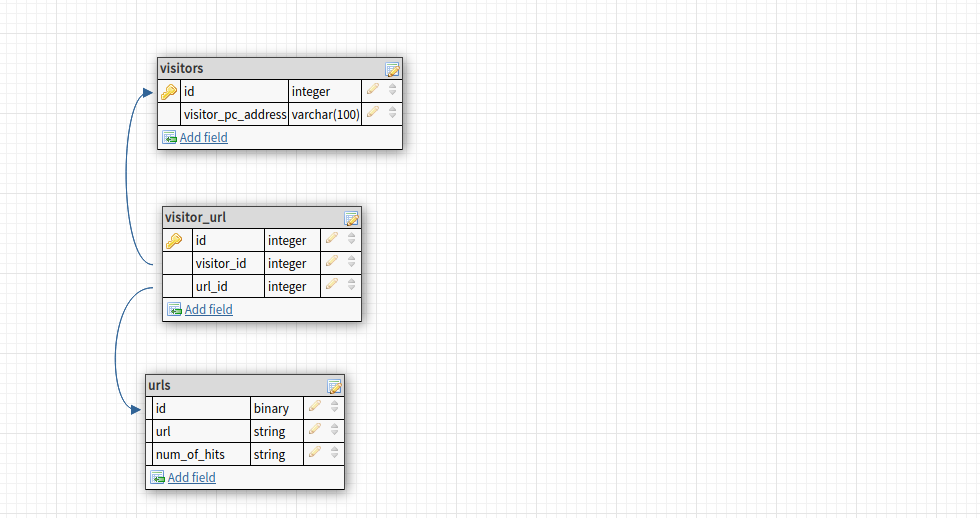 visitors
id integer
visitor_pc_address varchar(100)
Add field
visitor_url
id integer
visitor_id integer
url_id integer
Add field
urls
id binary
url string
num_of_hits string
Add field